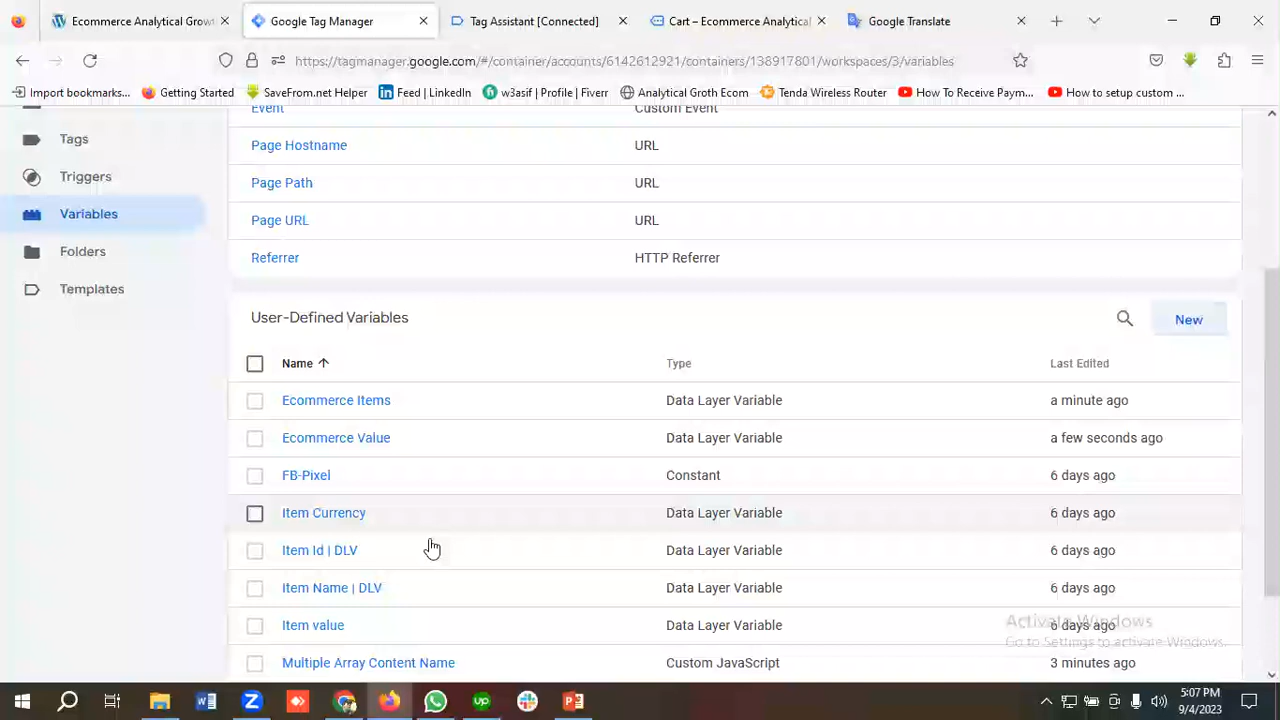 Ecommerce Analytical Growt
Google Tag Manager
Tag Assistant [Connected]
Cart – Ecommerce Analytical
Google Translate
https://tagmanager.google.com/#/container/accounts/6142612921/containers/136917801/workspaces/3/variables
Import bookmarks...
Getting Started
SaveFrom.net Helper
Feed | LinkedIn
w3asif | Profile | Fiverr
Analytical Groth Ecom
Tenda Wireless Router
How To Receive Paym...
How to setup custom ...
Event Custom Event
Tags
Page Hostname URL
Triggers
Page Path URL
Variables
Page URL URL
Folders
Referrer HTTP Referrer
Templates
User-Defined Variables
New
Name Type Last Edited
Ecommerce Items Data Layer Variable a minute ago
Ecommerce Value Data Layer Variable a few seconds ago
FB-Pixel Constant 6 days ago
Item Currency Data Layer Variable 6 days ago
Item Id | DLV Data Layer Variable 6 days ago
Item Name | DLV Data Layer Variable 6 days ago
Item value Data Layer Variable 6 days ago
Activate Windows
Go to Settings to activate Windows.
Multiple Array Content Name Custom JavaScript 3 minutes ago
5:07 PM
9/4/2023